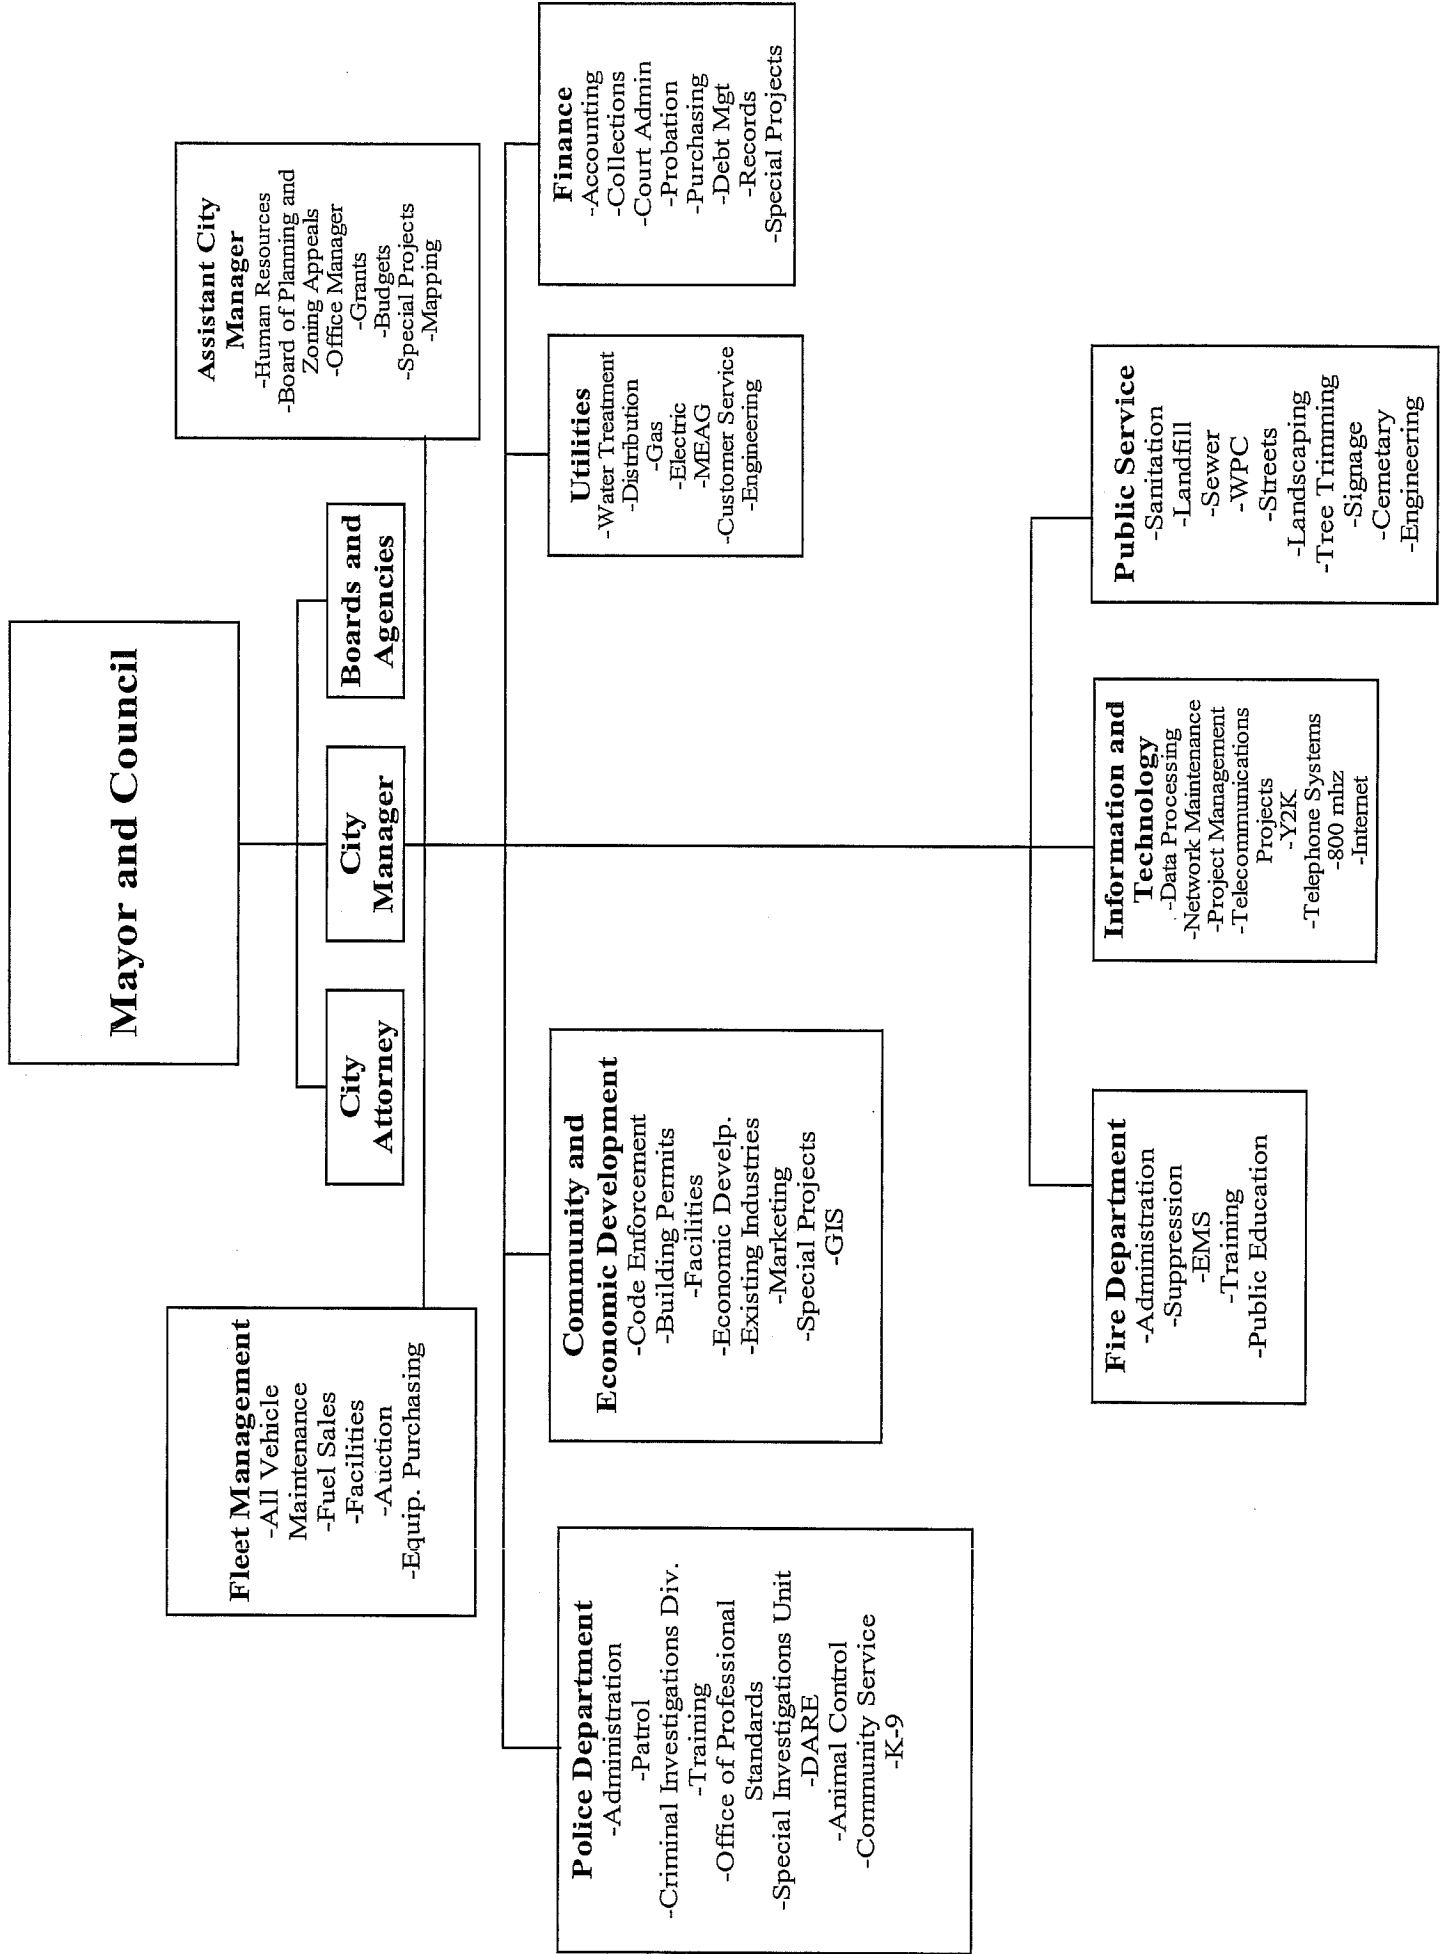 Mayor and Council
City
Attorney
City
Manager
Boards and
Agencies
Fleet Management
-All Vehicle
Maintenance
-Fuel Sales
-Facilities
-Auction
-Equip. Purchasing
Assistant City
Manager
-Human Resources
-Board of Planning and
Zoning Appeals
-Office Manager
-Grants
-Budgets
-Special Projects
-Mapping
Police Department
-Administration
-Patrol
-Criminal Investigations Div.
-Training
-Office of Professional
Standards
-Special Investigations Unit
-DARE
-Animal Control
-Community Service
-K-9
Community and
Economic Development
-Code Enforcement
-Building Permits
-Facilities
-Economic Develp.
-Existing Industries
-Marketing
-Special Projects
-GIS
Utilities
-Water Treatment
-Distribution
-Gas
-Electric
-MEAG
-Customer Service
-Engineering
Finance
-Accounting
-Collections
-Court Admin
-Probation
-Purchasing
-Debt Mgt
-Records
-Special Projects
Fire Department
-Administration
-Suppression
-EMS
-Training
-Public Education
Information and
Technology
-Data Processing
-Network Maintenance
-Project Management
-Telecommunications
Projects
-Y2K
-Telephone Systems
-800 mhz
-Internet
Public Service
-Sanitation
-Landfill
-Sewer
-WPC
-Streets
-Landscaping
-Tree Trimming
-Signage
-Cemetary
-Engineering